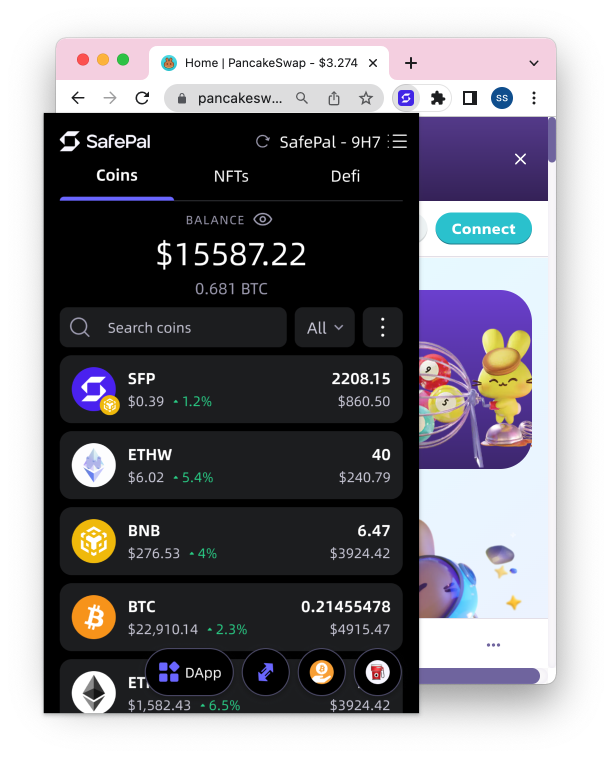 Home | PancakeSwap - $3.274
pancakesw...
SS
SafePal
SafePal - 9H7
Coins
NFTs
Defi
BALANCE
$15587.22
0.681 BTC
Connect
Search coins
All
SFP
2208.15
$0.39
1.2%
$860.50
ETHW
40
$6.02
5.4%
$240.79
BNB
6.47
$276.53
4%
$3924.42
BTC
0.21455478
$22,910.14
2.3%
$4915.47
DApp
$1,582.43
6.5%
$3924.42
9
5